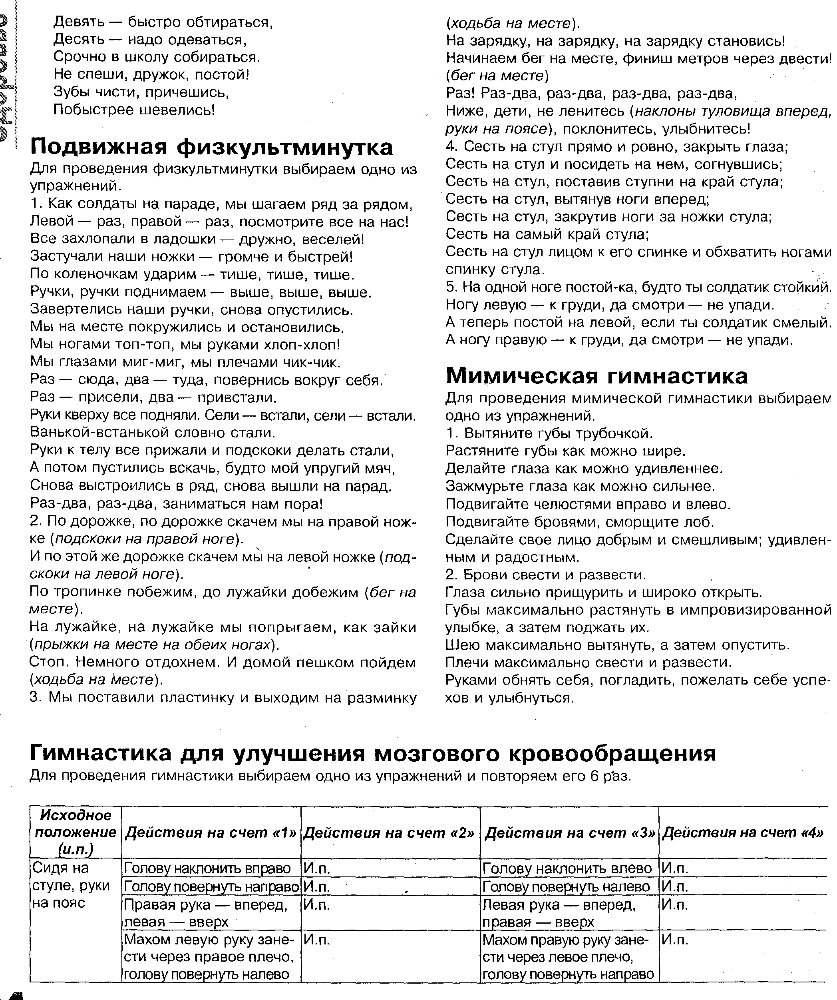 Девять — быстро обтираться,
Десять — надо одеваться,
Срочно в школу собираться.
Не спеши, дружок, постой!
Зубы чисти, причешись,
Побыстрее шевелись!
Подвижная физкультминутка
Для проведения физкультминутки выбираем одно из
упражнений.
1. Как солдаты на параде, мы шагаем ряд за рядом,
Левой — раз, правой — раз, посмотрите все на нас!
Все захлопали в ладошки — дружно, веселей!
Застучали наши ножки — громче и быстрей!
По коленочкам ударим — тише, тише, тише.
Ручки, ручки поднимаем — выше, выше, выше.
Завертелись наши ручки, снова опустились.
Мы на месте покружились и остановились.
Мы ногами топ-топ, мы руками хлоп-хлоп!
Мы глазами миг-миг, мы плечами чик-чик.
Раз — сюда, два — туда, повернись вокруг себя.
Раз — присели, два — привстали.
Руки кверху все подняли. Сели — встали, сели — встали.
Ванькой-встанькой словно стали.
Руки к телу все прижали и подскоки делать стали,
А потом пустились вскачь, будто мой упругий мяч,
Снова выстроились в ряд, снова вышли на парад.
Раз-два, раз-два, заниматься нам пора!
2. По дорожке, по дорожке скачем мы на правой нож-
ке (подскоки на правой ноге).
И по этой же дорожке скачем мы на левой ножке (под-
скоки на левой ноге).
По тропинке побежим, до лужайки добежим (бег на
месте).
На лужайке, на лужайке мы попрыгаем, как зайки
(прыжки на месте на обеих ногах).
Стоп. Немного отдохнем. И домой пешком пойдем
(ходьба на месте).
3. Мы поставили пластинку и выходим на разминку
(ходьба на месте).
На зарядку, на зарядку, на зарядку становись!
Начинаем бег на месте, финиш метров через двести!
(бег на месте)
Раз! Раз-два, раз-два, раз-два, раз-два,
Ниже, дети, не ленитесь (наклоны туловища вперед,
руки на поясе), поклонитесь, улыбнитесь!
4. Сесть на стул прямо и ровно, закрыть глаза;
Сесть на стул и посидеть на нем, согнувшись;
Сесть на стул, поставив ступни на край стула;
Сесть на стул, вытянув ноги вперед;
Сесть на стул, закрутив ноги за ножки стула;
Сесть на самый край стула;
Сесть на стул лицом к его спинке и обхватить ногами
спинку стула.
5. На одной ноге постой-ка, будто ты солдатик стойкий.
Ногу левую — к груди, да смотри — не упади.
А теперь постой на левой, если ты солдатик смелый.
А ногу правую — к груди, да смотри — не упади.
Мимическая гимнастика
Для проведения мимической гимнастики выбираем
одно из упражнений.
1. Вытяните губы трубочкой.
Растяните губы как можно шире.
Делайте глаза как можно удивленнее.
Зажмурьте глаза как можно сильнее.
Подвигайте челюстями вправо и влево.
Подвигайте бровями, сморщите лоб.
Сделайте свое лицо добрым и смешливым; удивлен-
ным и радостным.
2. Брови свести и развести.
Глаза сильно прищурить и широко открыть.
Губы максимально растянуть в импровизированной
улыбке, а затем поджать их.
Шею максимально вытянуть, а затем опустить.
Плечи максимально свести и развести.
Руками обнять себя, погладить, пожелать себе успе-
хов и улыбнуться.
Гимнастика для улучшения мозгового кровообращения
Для проведения гимнастики выбираем одно из упражнений и повторяем его 6 раз.
Исходное положение (и.п.) Действия на счет «1» Действия на счет «2» Действия на счет «3» Действия на счет «4»
Сидя на стуле, руки на пояс
Голову наклонить вправо И.п. Голову наклонить влево И.п.
Голову повернуть направо И.п. Голову повернуть налево И.п.
Правая рука — вперед, И.п. Левая рука — вперед, И.п.
левая — вверх правая — вверх
Махом левую руку зане- И.п. Махом правую руку зане- И.п.
сти через правое плечо, сти через левое плечо,
голову повернуть налево голову повернуть направо